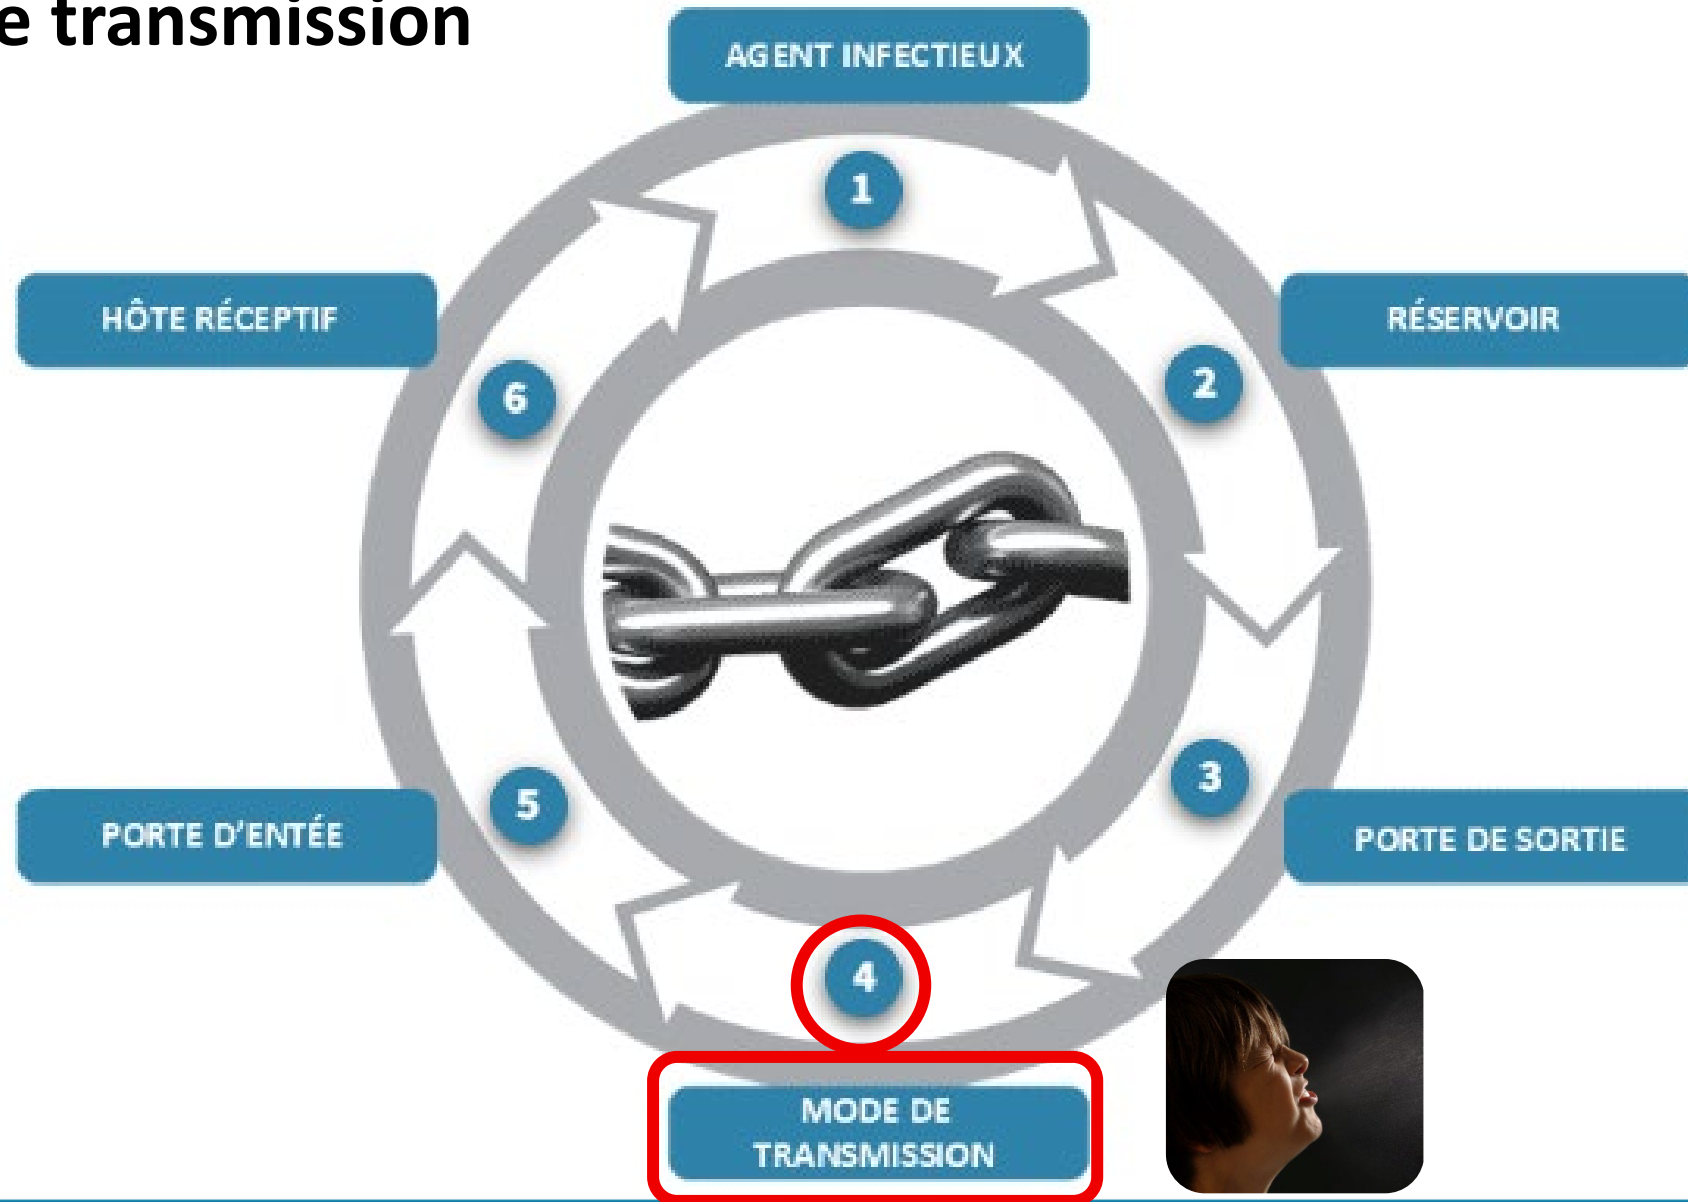 e transmission
AGENT INFECTIEUX
1
HÔTE RÉCEPTIF
RÉSERVOIR
6
2
5
3
PORTE D'ENTÉE
PORTE DE SORTIE
4
MODE DE
TRANSMISSION